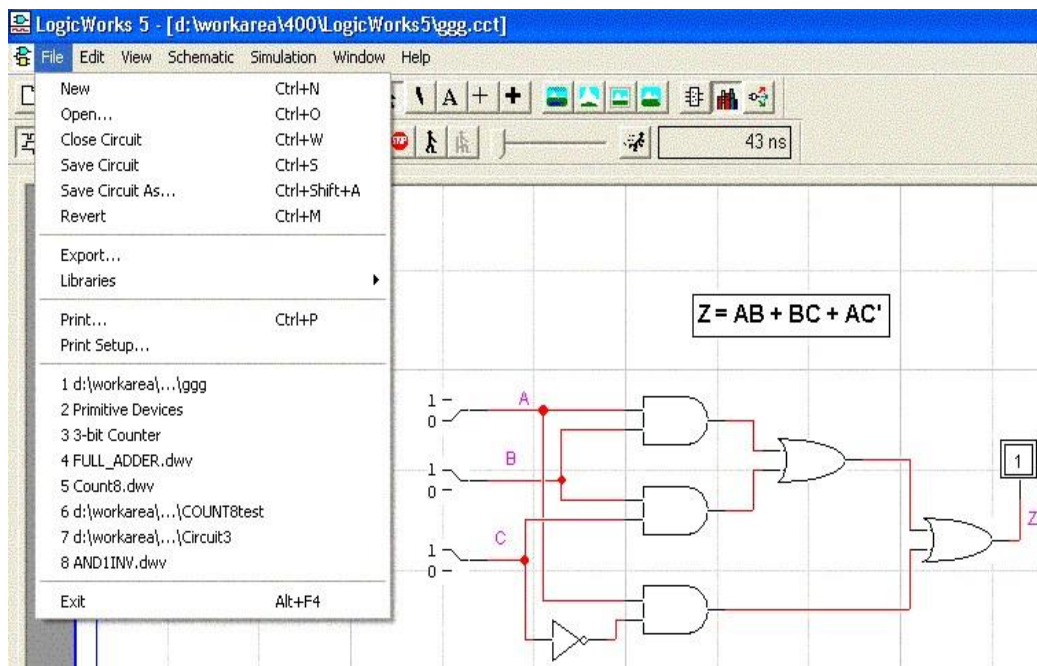 LogicWorks 5 - [d:\workarea\400\LogicWorks5\ggg.cct]
File Edit View Schematic Simulation Window Help
New Ctrl+N
Open... Ctrl+O
Close Circuit Ctrl+W
Save Circuit Ctrl+S
Save Circuit As... Ctrl+Shift+A
Revert Ctrl+M
Export...
Libraries
Print... Ctrl+P
Print Setup...
1 d:\workarea\...\ggg
2 Primitive Devices
3 3-bit Counter
4 FULL_ADDER.dwv
5 Count8.dwv
6 d:\workarea\...\COUNT8test
7 d:\workarea\...\Circuit3
8 AND1INV.dwv
Exit Alt+F4
A
STOP
43 ns
Z = AB + BC + AC'
1
0
A
1
0
B
1
0
C
1
Z